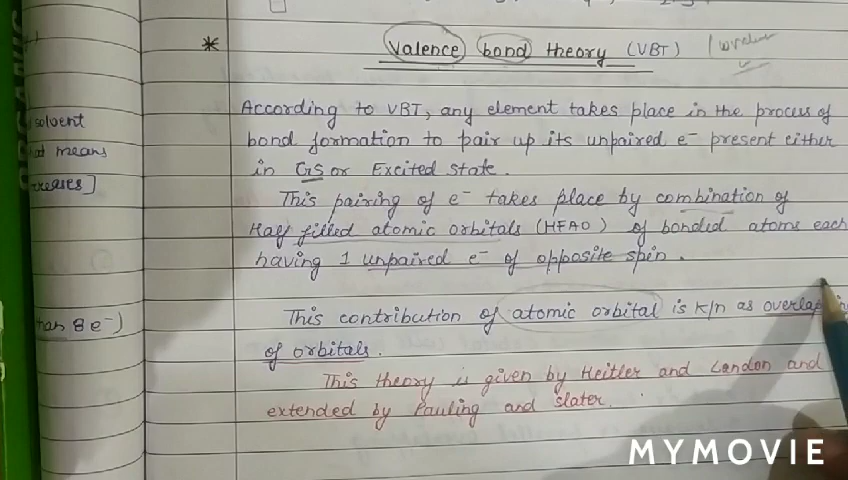 * Valence bond theory (VBT)
According to VBT, any element takes place in the process of
bond formation to pair up its unpaired e⁻ present either
in GS or Excited state.
This pairing of e⁻ takes place by combination of
Half filled atomic orbitals (HFAO) of bonded atoms each
having 1 unpaired e⁻ of opposite spin.
This contribution of atomic orbital is k/n as overlap
of orbitals.
This theory is given by Heitler and London and
extended by Pauling and Slater.
solvent
means
han 8e⁻)
MYMOVIE